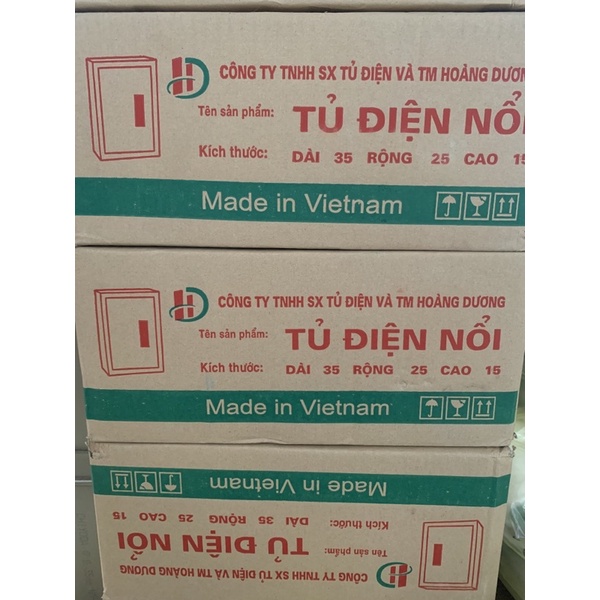 CÔNG TY TNHH SX TỦ ĐIỆN VÀ TM HOÀNG DƯƠNG
Tên sản phẩm: TỦ ĐIỆN NỔI
Kích thước: DÀI 35 RỘNG 25 CAO 15
Made in Vietnam
CÔNG TY TNHH SX TỦ ĐIỆN VÀ TM HOÀNG DƯƠNG
Tên sản phẩm: TỦ ĐIỆN NỔI
Kích thước: DÀI 35 RỘNG 25 CAO 15
Made in Vietnam
Made in Vietnam
Kích thước: DÀI 35 RỘNG 25 CAO 15
Tên sản phẩm: TỦ ĐIỆN NỔI
CÔNG TY TNHH SX TỦ ĐIỆN VÀ TM HOÀNG DƯƠNG